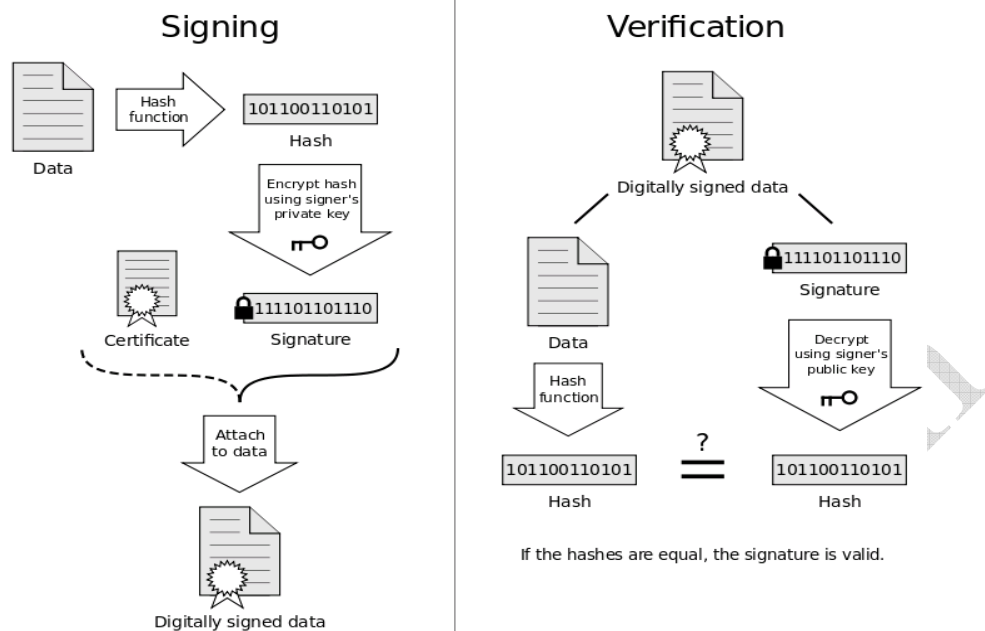 Signing
Hash
function
101100110101
Hash
Data
Encrypt hash
using signer's
private key
Certificate
111101101110
Signature
Attach
to data
Digitally signed data
Verification
Digitally signed data
Data
111101101110
Signature
Hash
function
Decrypt
using signer's
public key
101100110101
Hash
?
=
101100110101
Hash
If the hashes are equal, the signature is valid.